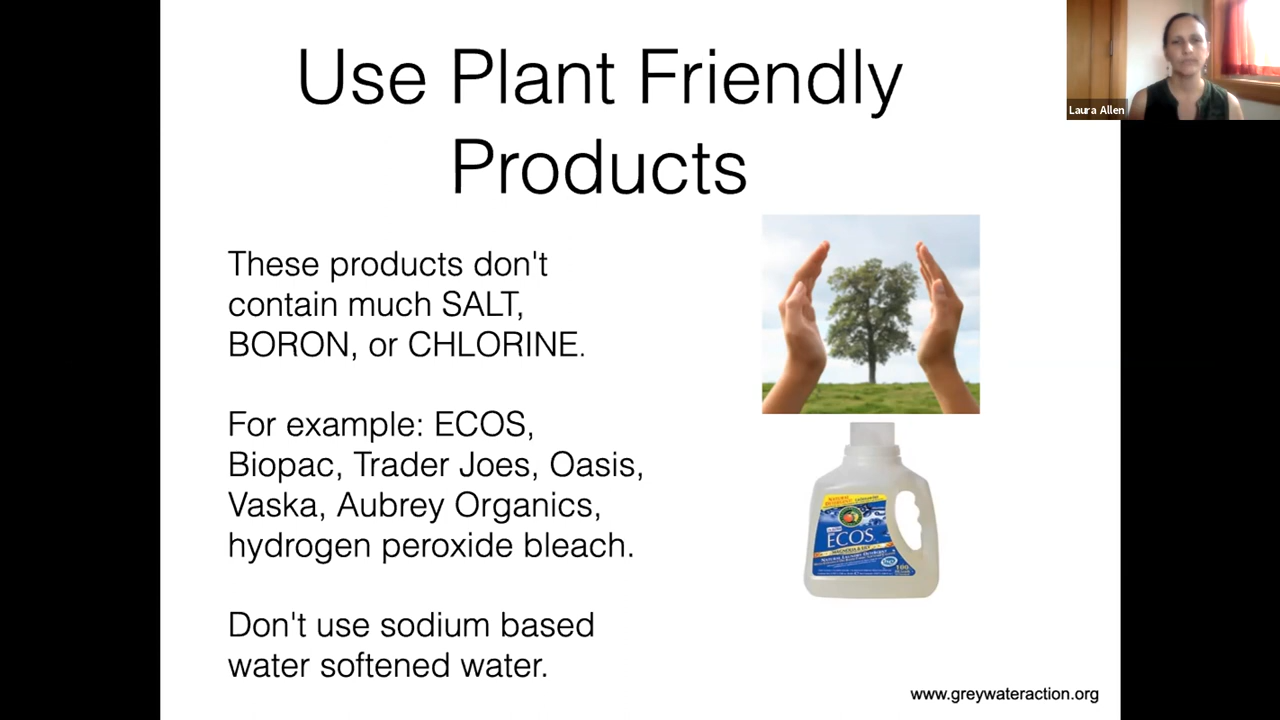 Use Plant Friendly
Products
Laura Allen
These products don't
contain much SALT,
BORON, or CHLORINE.
For example: ECOS,
Biopac, Trader Joes, Oasis,
Vaska, Aubrey Organics,
hydrogen peroxide bleach.
Don't use sodium based
water softened water.
ECOS
100
www.greywateraction.org